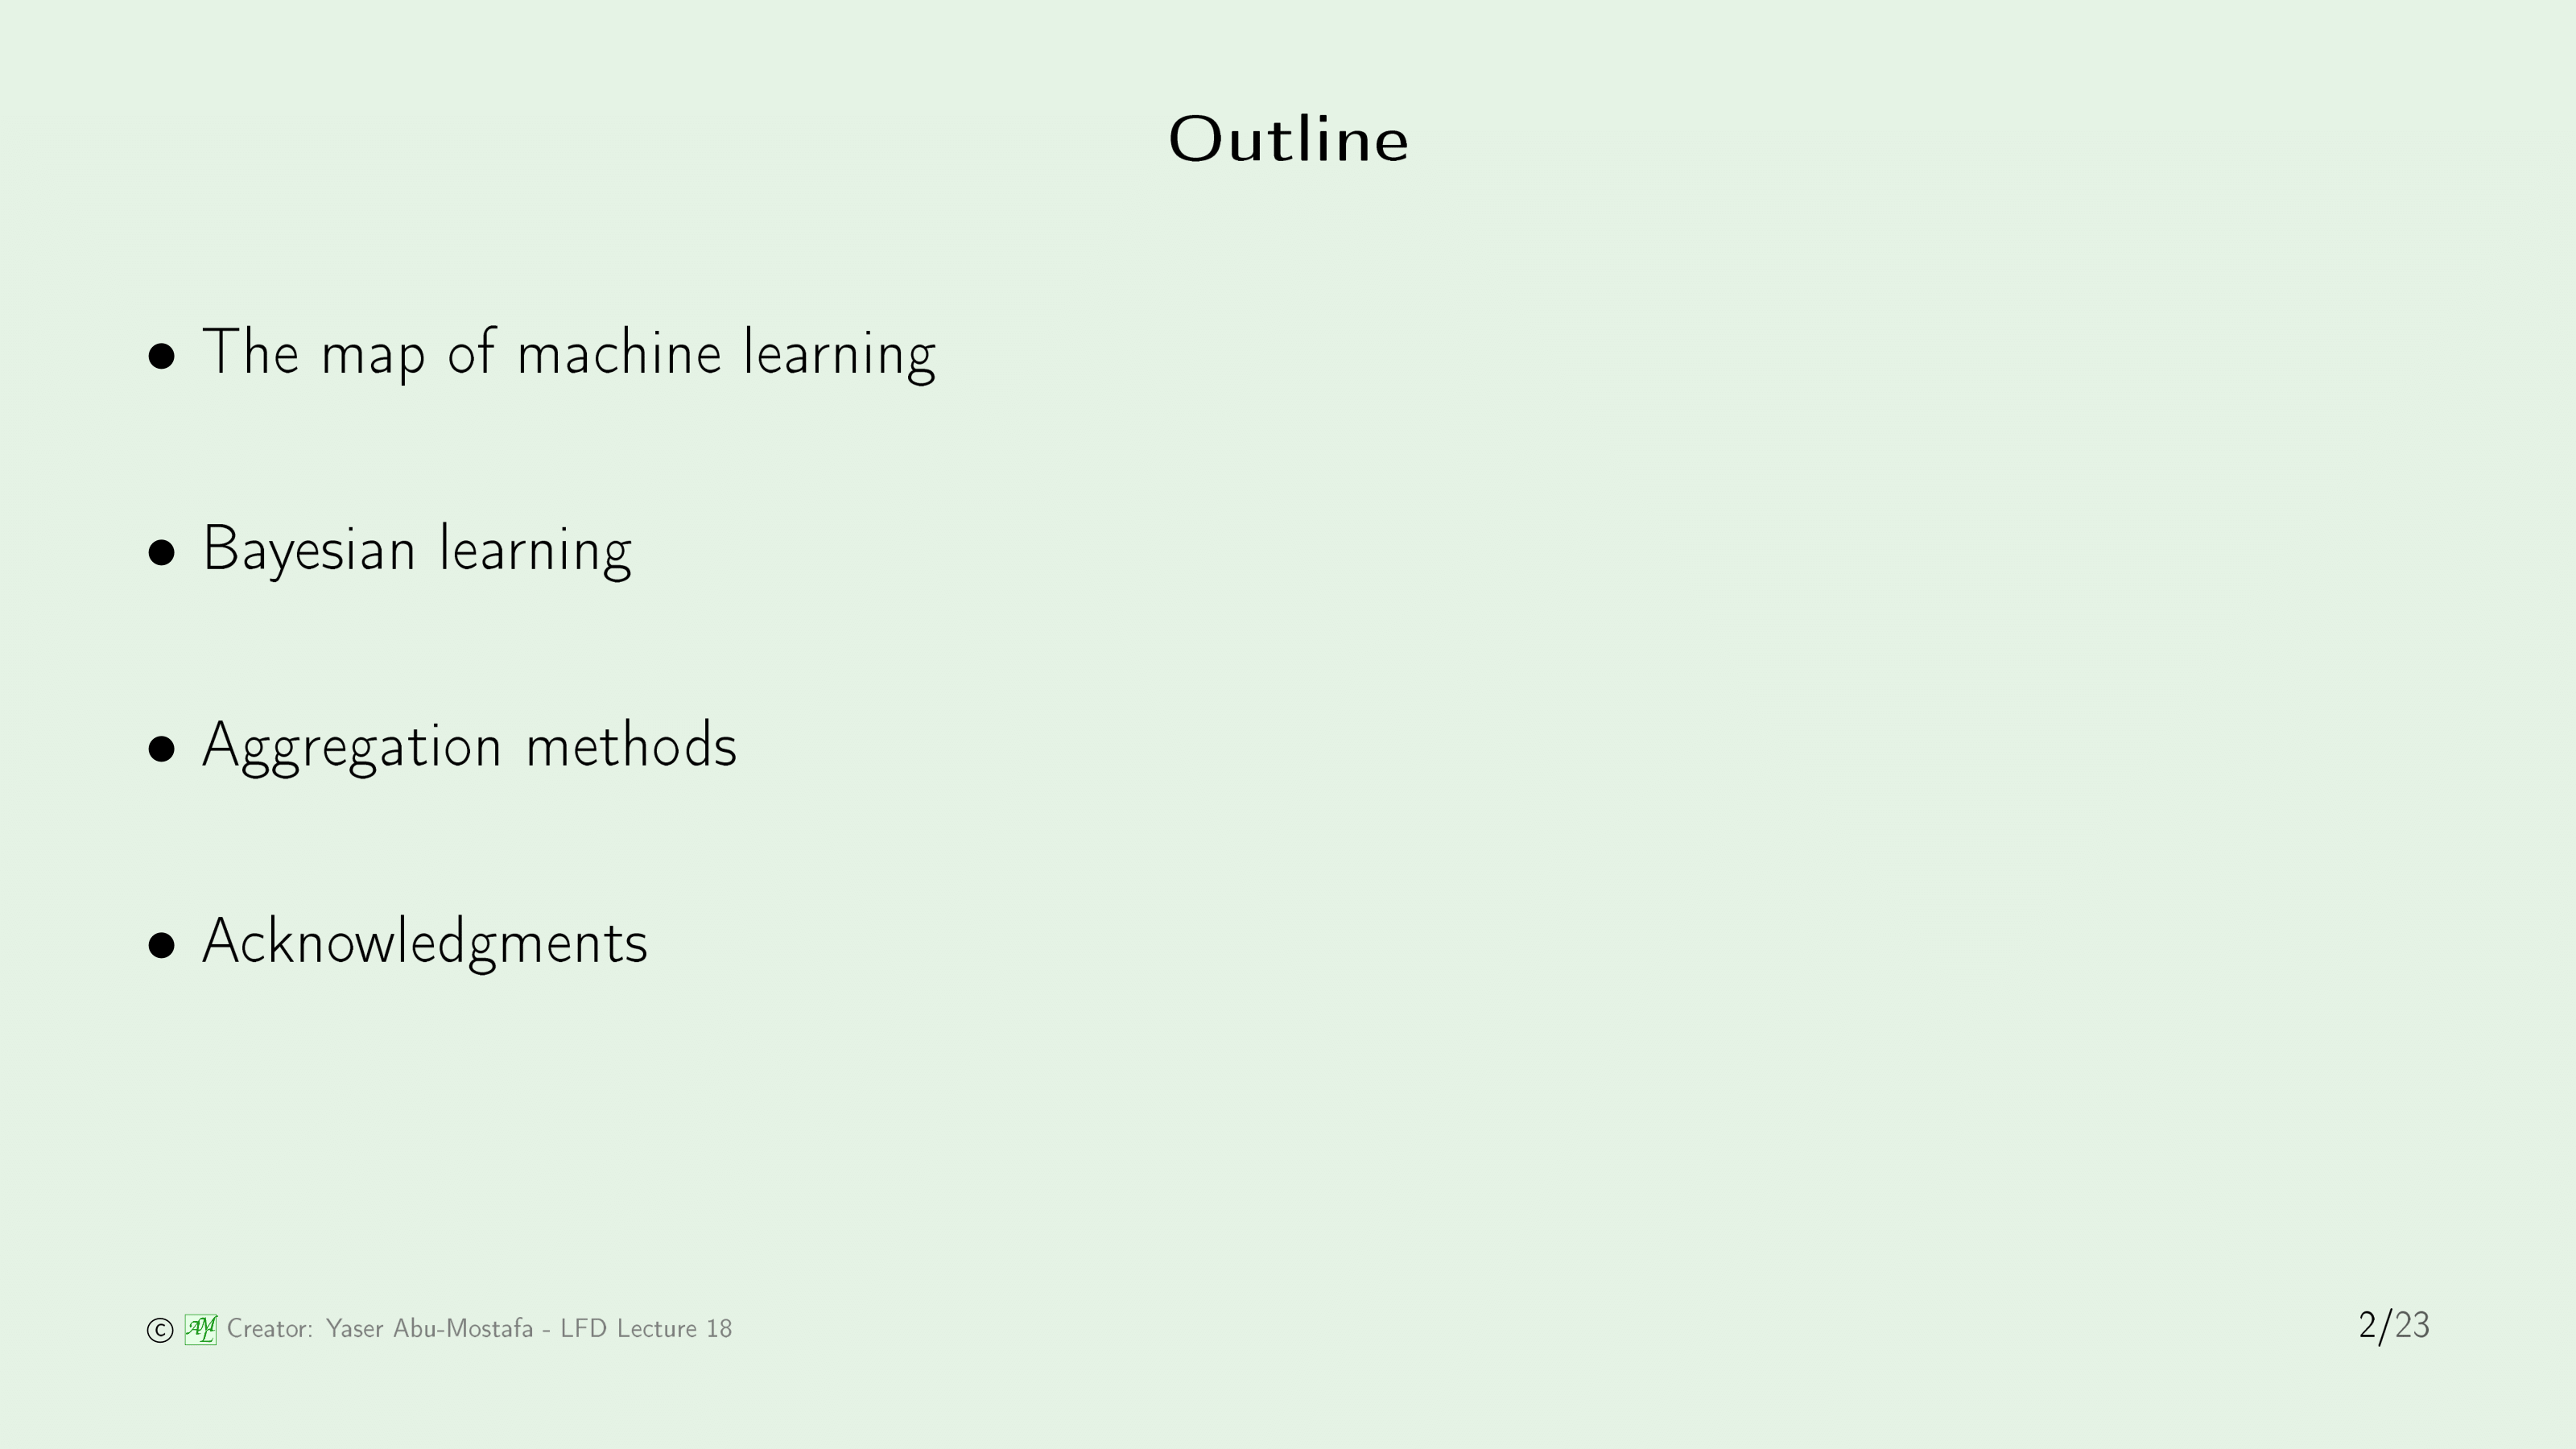 Outline
• The map of machine learning
• Bayesian learning
• Aggregation methods
• Acknowledgments
© AML Creator: Yaser Abu-Mostafa - LFD Lecture 18
2/23